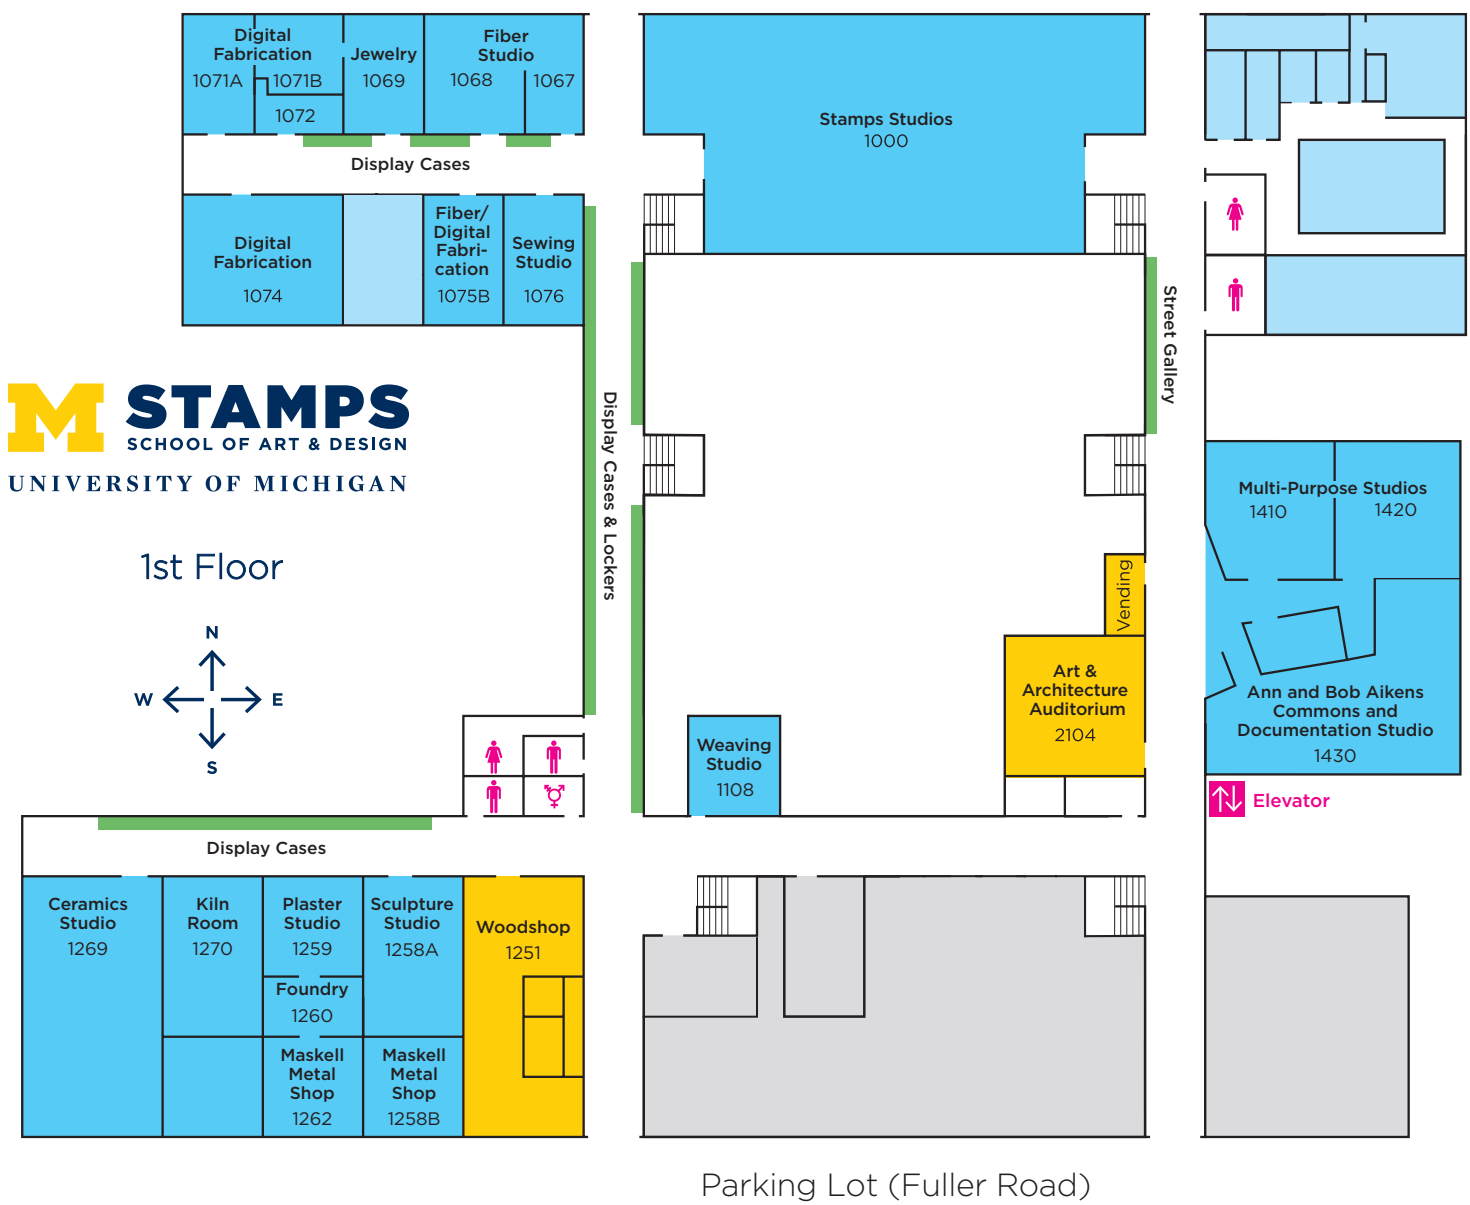 Digital
Fabrication
1071A
1071B
1072
Jewelry
1069
Fiber
Studio
1068
1067
Display Cases
Digital
Fabrication
1074
Fiber/
Digital
Fabri-
cation
1075B
Sewing
Studio
1076
Stamps Studios
1000
Street Gallery
Display Cases & Lockers
M STAMPS
SCHOOL OF ART & DESIGN
UNIVERSITY OF MICHIGAN
1st Floor
N
W
E
S
Multi-Purpose Studios
1410
1420
Vending
Art &
Architecture
Auditorium
2104
Ann and Bob Aikens
Commons and
Documentation Studio
1430
Elevator
Weaving
Studio
1108
Display Cases
Ceramics
Studio
1269
Kiln
Room
1270
Plaster
Studio
1259
Foundry
1260
Maskell
Metal
Shop
1262
Sculpture
Studio
1258A
Maskell
Metal
Shop
1258B
Woodshop
1251
Parking Lot (Fuller Road)